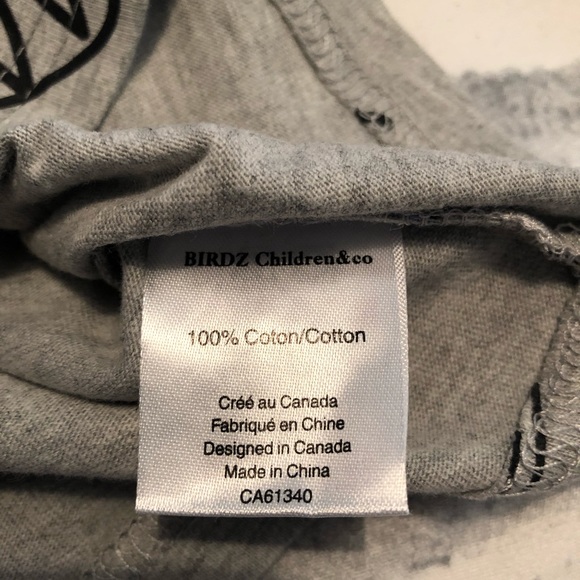 BIRDZ Children&co
100% Coton/Cotton
Créé au Canada
Fabriqué en Chine
Designed in Canada
Made in China
CA61340